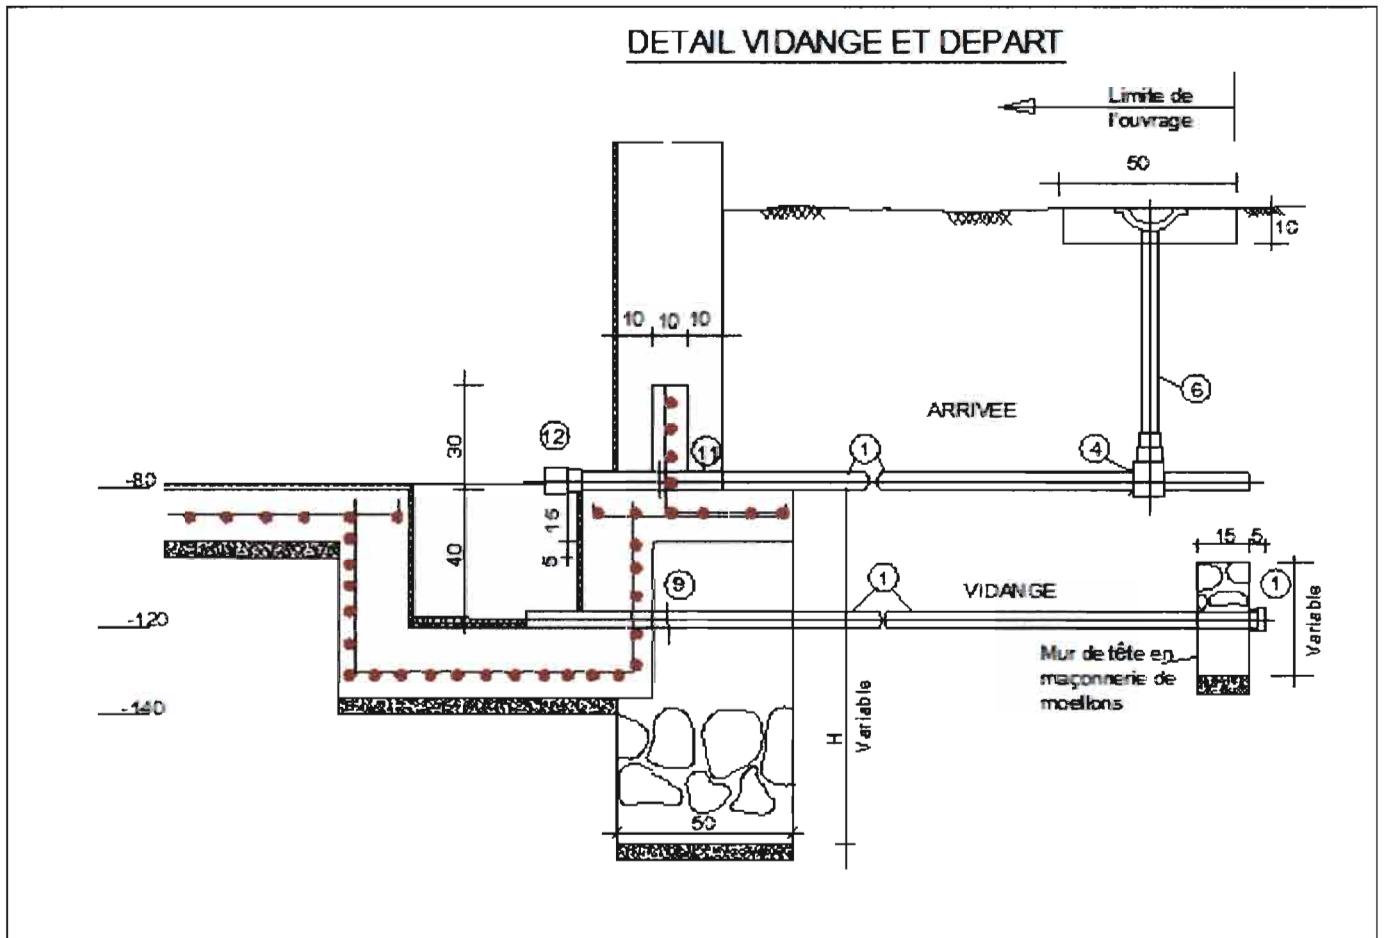 DETAIL VIDANGE ET DEPART
Limite de
l'ouvrage
50
10
10 10 10
6
ARRIVEE
30
12
11
1
4
-80
15
40
5
15 5
9
1
VIDANGE
1
-120
Variable
Mur de tête en
maçonnerie de
moellons
-140
H
Variable
50